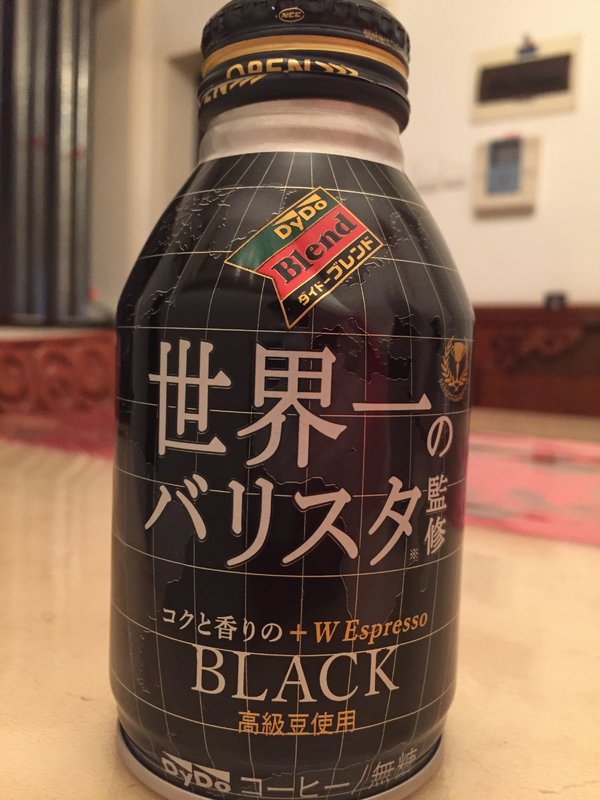 NCC
OPEN
DyDo
Blend
ダイドーブレンド
世界一の
バリスタ※監修
コクと香りの+W Espresso
BLACK
高級豆使用
DyDo コーヒー/無糖